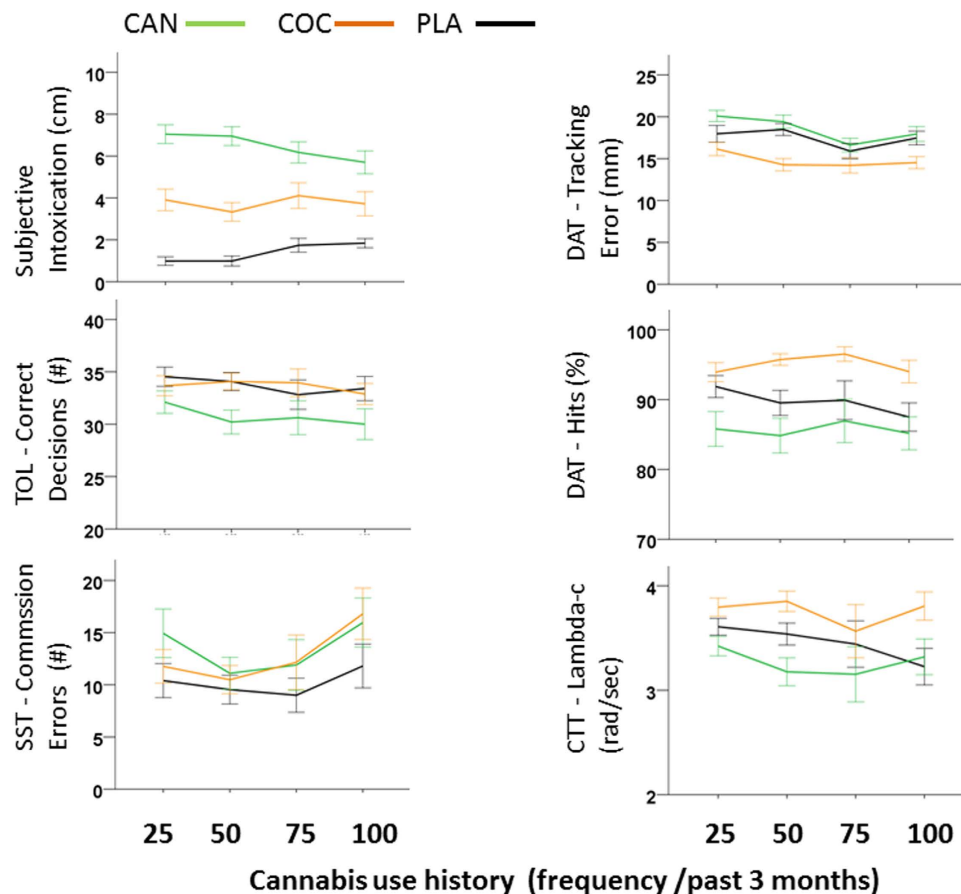 CAN COC PLA
Subjective
Intoxication (cm)
10
8
6
4
2
0
DAT - Tracking
Error (mm)
25
20
15
10
5
0
TOL - Correct
Decisions (#)
40
35
30
25
20
DAT - Hits (%)
100
90
80
70
SST - Commssion
Errors (#)
20
15
10
5
0
CTT - Lambda-c
(rad/sec)
4
3
2
25 50 75 100
25 50 75 100
Cannabis use history (frequency /past 3 months)